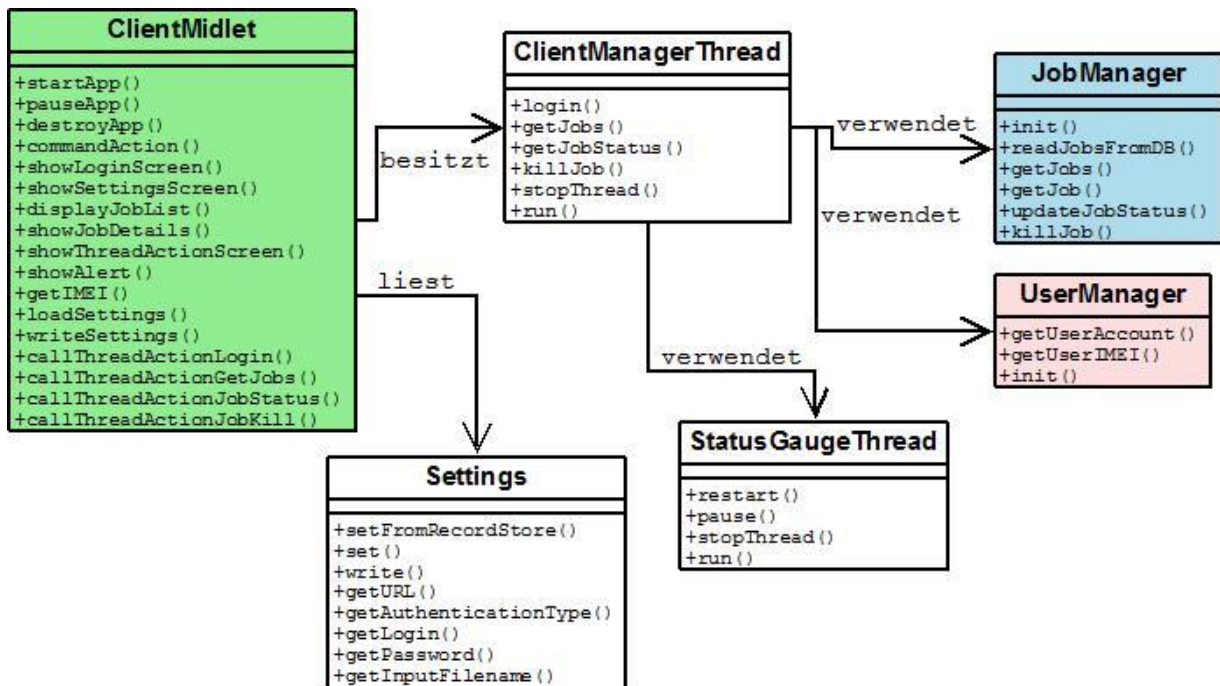 ClientMidlet
+startApp()
+pauseApp()
+destroyApp()
+commandAction()
+showLoginScreen()
+showSettingsScreen()
+displayJobList()
+showJobDetails()
+showThreadActionScreen()
+showAlert()
+getIMEI()
+loadSettings()
+writeSettings()
+callThreadActionLogin()
+callThreadActionGetJobs()
+callThreadActionJobStatus()
+callThreadActionJobKill()
besitzt
liest
ClientManagerThread
+login()
+getJobs()
+getJobStatus()
+killJob()
+stopThread()
+run()
verwendet
verwendet
verwendet
JobManager
+init()
+readJobsFromDB()
+getJobs()
+getJob()
+updateJobStatus()
+killJob()
UserManager
+getUserAccount()
+getUserIMEI()
+init()
StatusGaugeThread
+restart()
+pause()
+stopThread()
+run()
Settings
+setFromRecordStore()
+set()
+write()
+getURL()
+getAuthenticationType()
+getLogin()
+getPassword()
+getInputFilename()